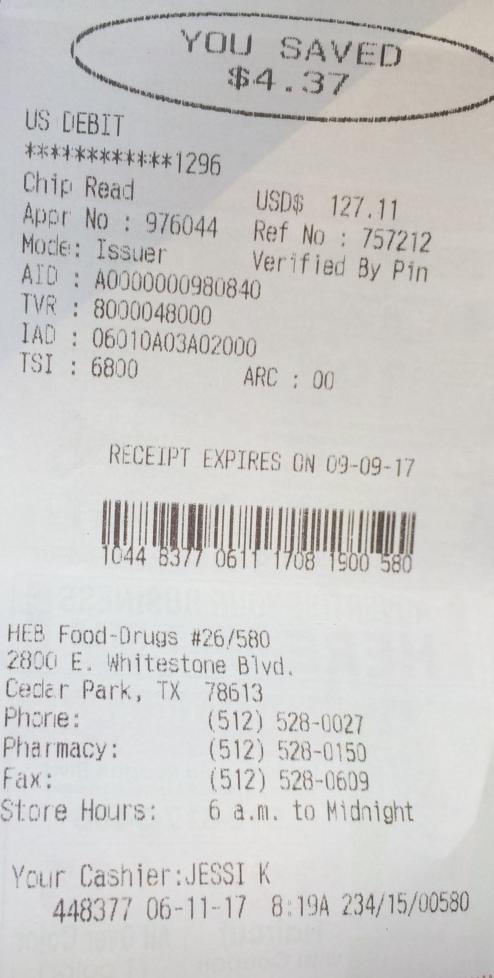 YOU SAVED
$4.37
US DEBIT
************1296
Chip Read USD$ 127.11
Appr No : 976044 Ref No : 757212
Mode: Issuer Verified By Pin
AID : A0000000980840
TVR : 8000048000
IAD : 06010A03A02000
TSI : 6800 ARC : 00
RECEIPT EXPIRES ON 09-09-17
1044 8377 0611 1708 1900 580
HEB Food-Drugs #26/580
2800 E. Whitestone Blvd.
Cedar Park, TX 78613
Phone: (512) 528-0027
Pharmacy: (512) 528-0150
Fax: (512) 528-0609
Store Hours: 6 a.m. to Midnight
Your Cashier:JESSI K
448377 06-11-17 8:19A 234/15/00580